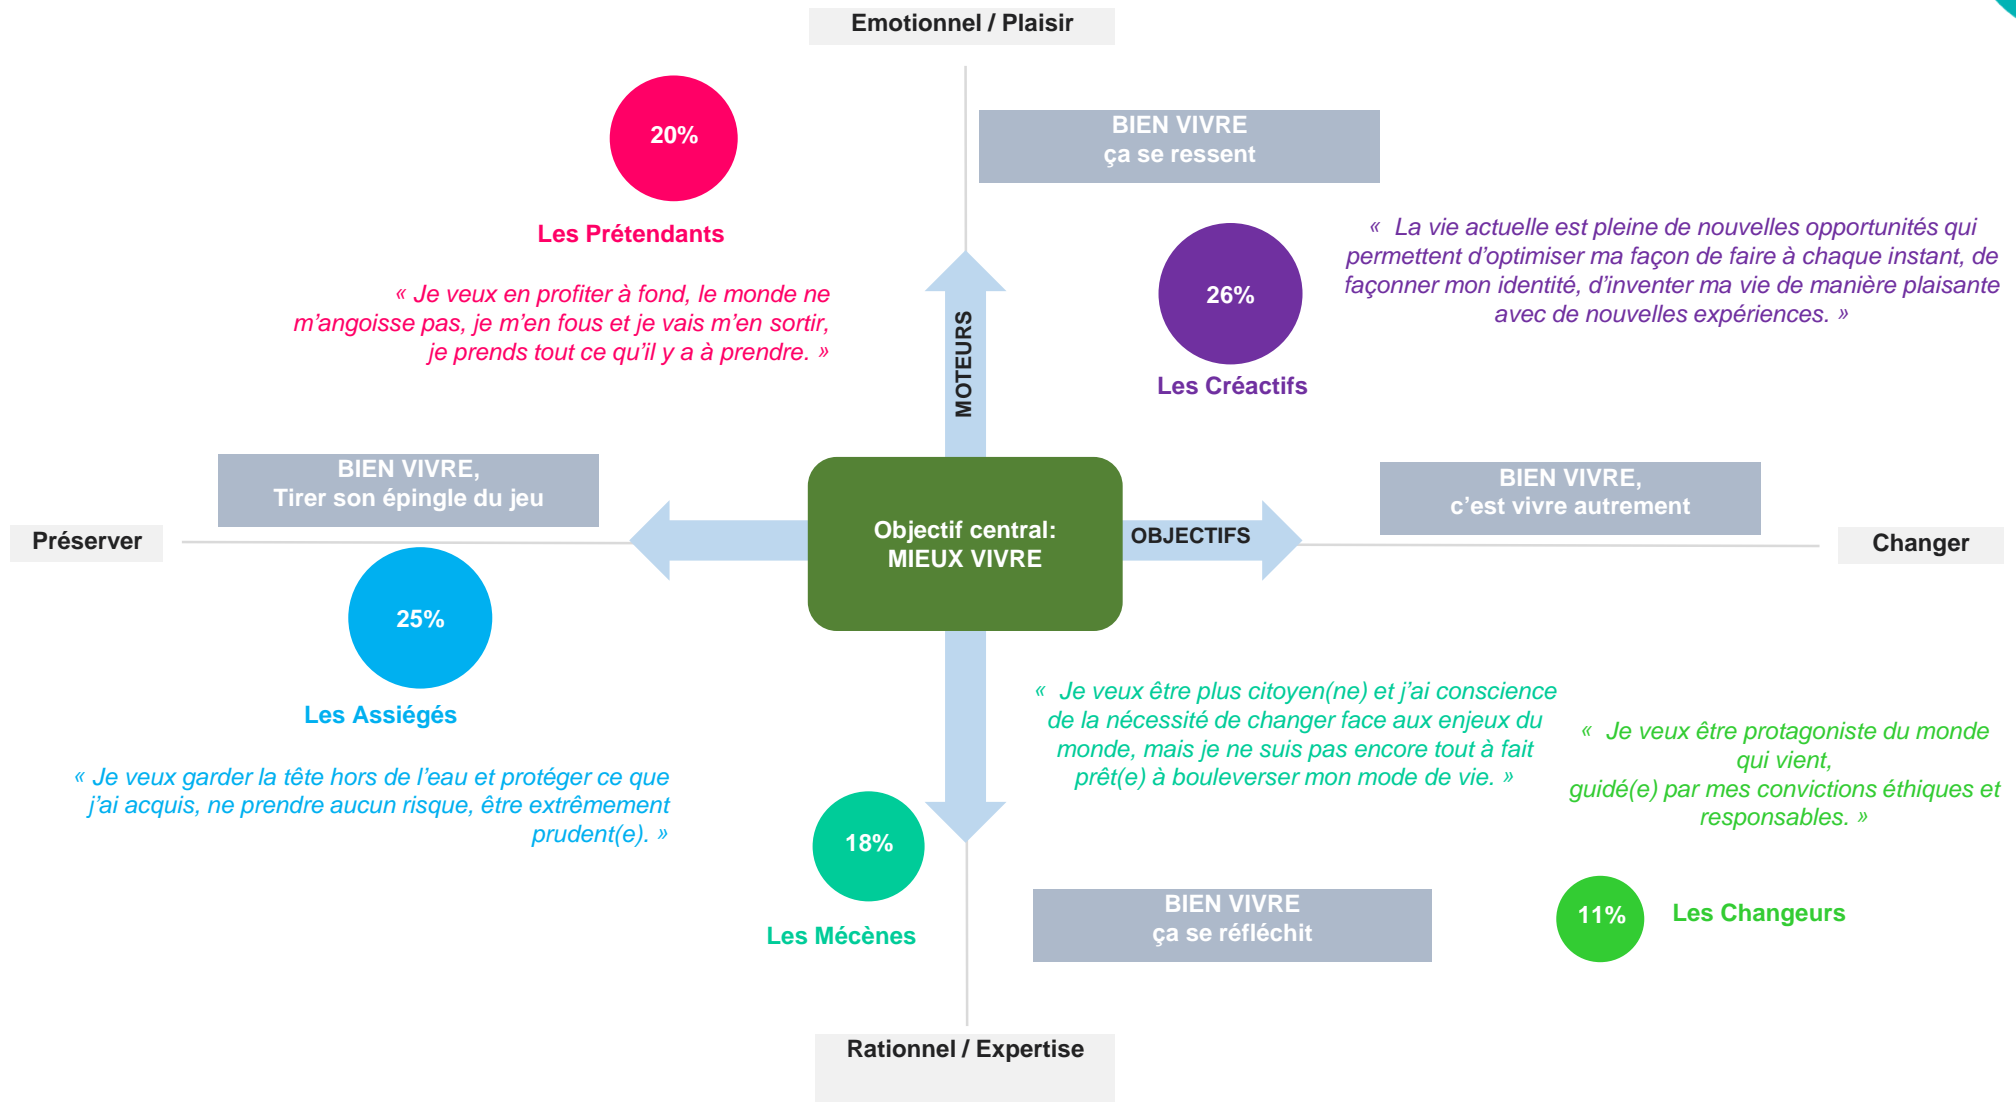 Emotionnel / Plaisir
20%
BIEN VIVRE
ça se ressent
Les Prétendants
« Je veux en profiter à fond, le monde ne
m’angoisse pas, je m’en fous et je vais m’en sortir,
je prends tout ce qu’il y a à prendre. »
26%
Les Créactifs
« La vie actuelle est pleine de nouvelles opportunités qui
permettent d’optimiser ma façon de faire à chaque instant, de
façonner mon identité, d’inventer ma vie de manière plaisante
avec de nouvelles expériences. »
MOTEURS
BIEN VIVRE,
Tirer son épingle du jeu
BIEN VIVRE,
c’est vivre autrement
Préserver
Objectif central:
MIEUX VIVRE
OBJECTIFS
Changer
25%
Les Assiégés
« Je veux garder la tête hors de l’eau et protéger ce que
j’ai acquis, ne prendre aucun risque, être extrêmement
prudent(e). »
« Je veux être plus citoyen(ne) et j’ai conscience
de la nécessité de changer face aux enjeux du
monde, mais je ne suis pas encore tout à fait
prêt(e) à bouleverser mon mode de vie. »
« Je veux être protagoniste du monde
qui vient,
guidé(e) par mes convictions éthiques et
responsables. »
18%
Les Mécènes
BIEN VIVRE
ça se réfléchit
11%
Les Changeurs
Rationnel / Expertise